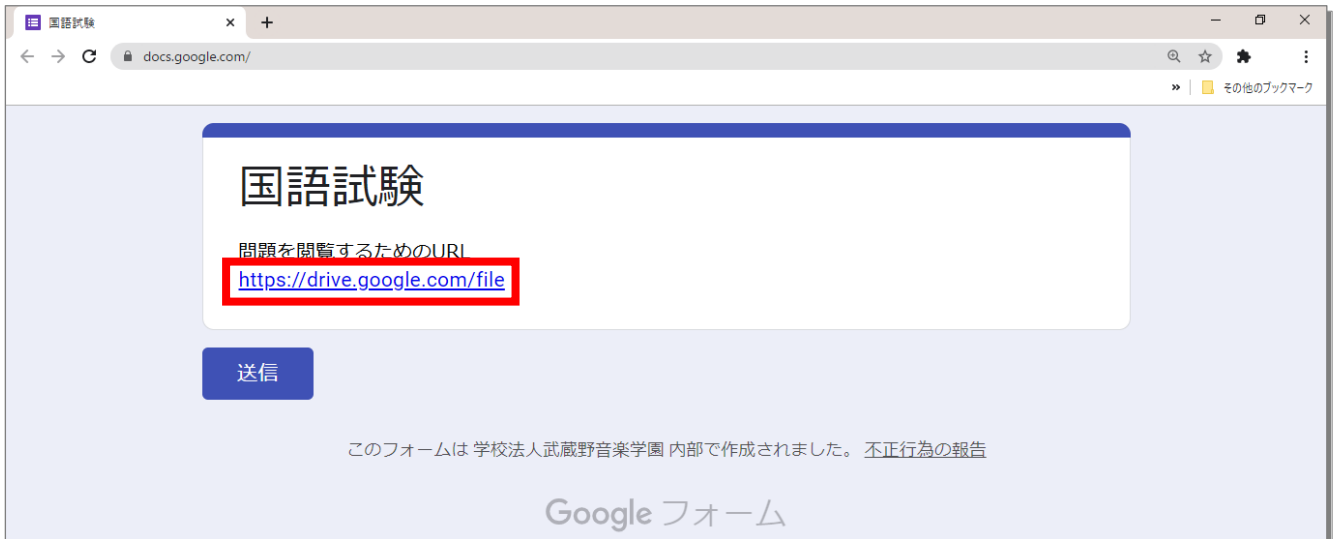 国語試験
docs.google.com/
その他のブックマーク
国語試験
問題を閲覧するためのURL
https://drive.google.com/file
送信
このフォームは 学校法人武蔵野音楽学園 内部で作成されました。 不正行為の報告
Google フォーム